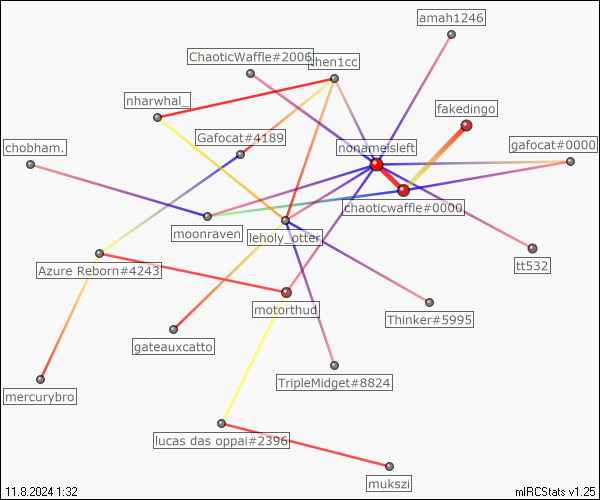 amah1246
ChaoticWaffle#2006
shen1cc
nharwhal_
fakedingo
Gafocat#4189
gafocat#0000
chobham.
nonameisleft
chaoticwaffle#0000
moonraven
leholy_otter
Azure Reborn#4243
tt532
motorthud
Thinker#5995
gateauxcatto
TripleMidget#8824
mercurybro
lucas das oppai#2396
mukszi
11.8.2024 1:32
mIRCStats v1.25